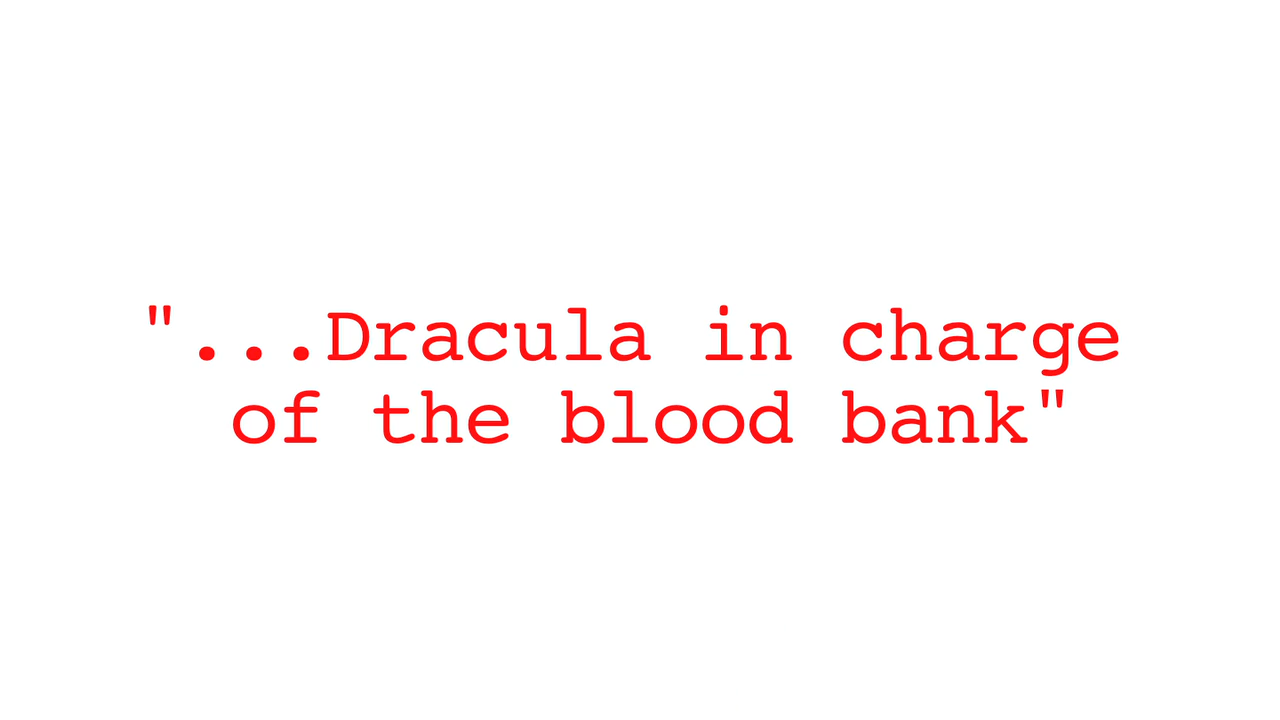 "...Dracula in charge
of the blood bank"